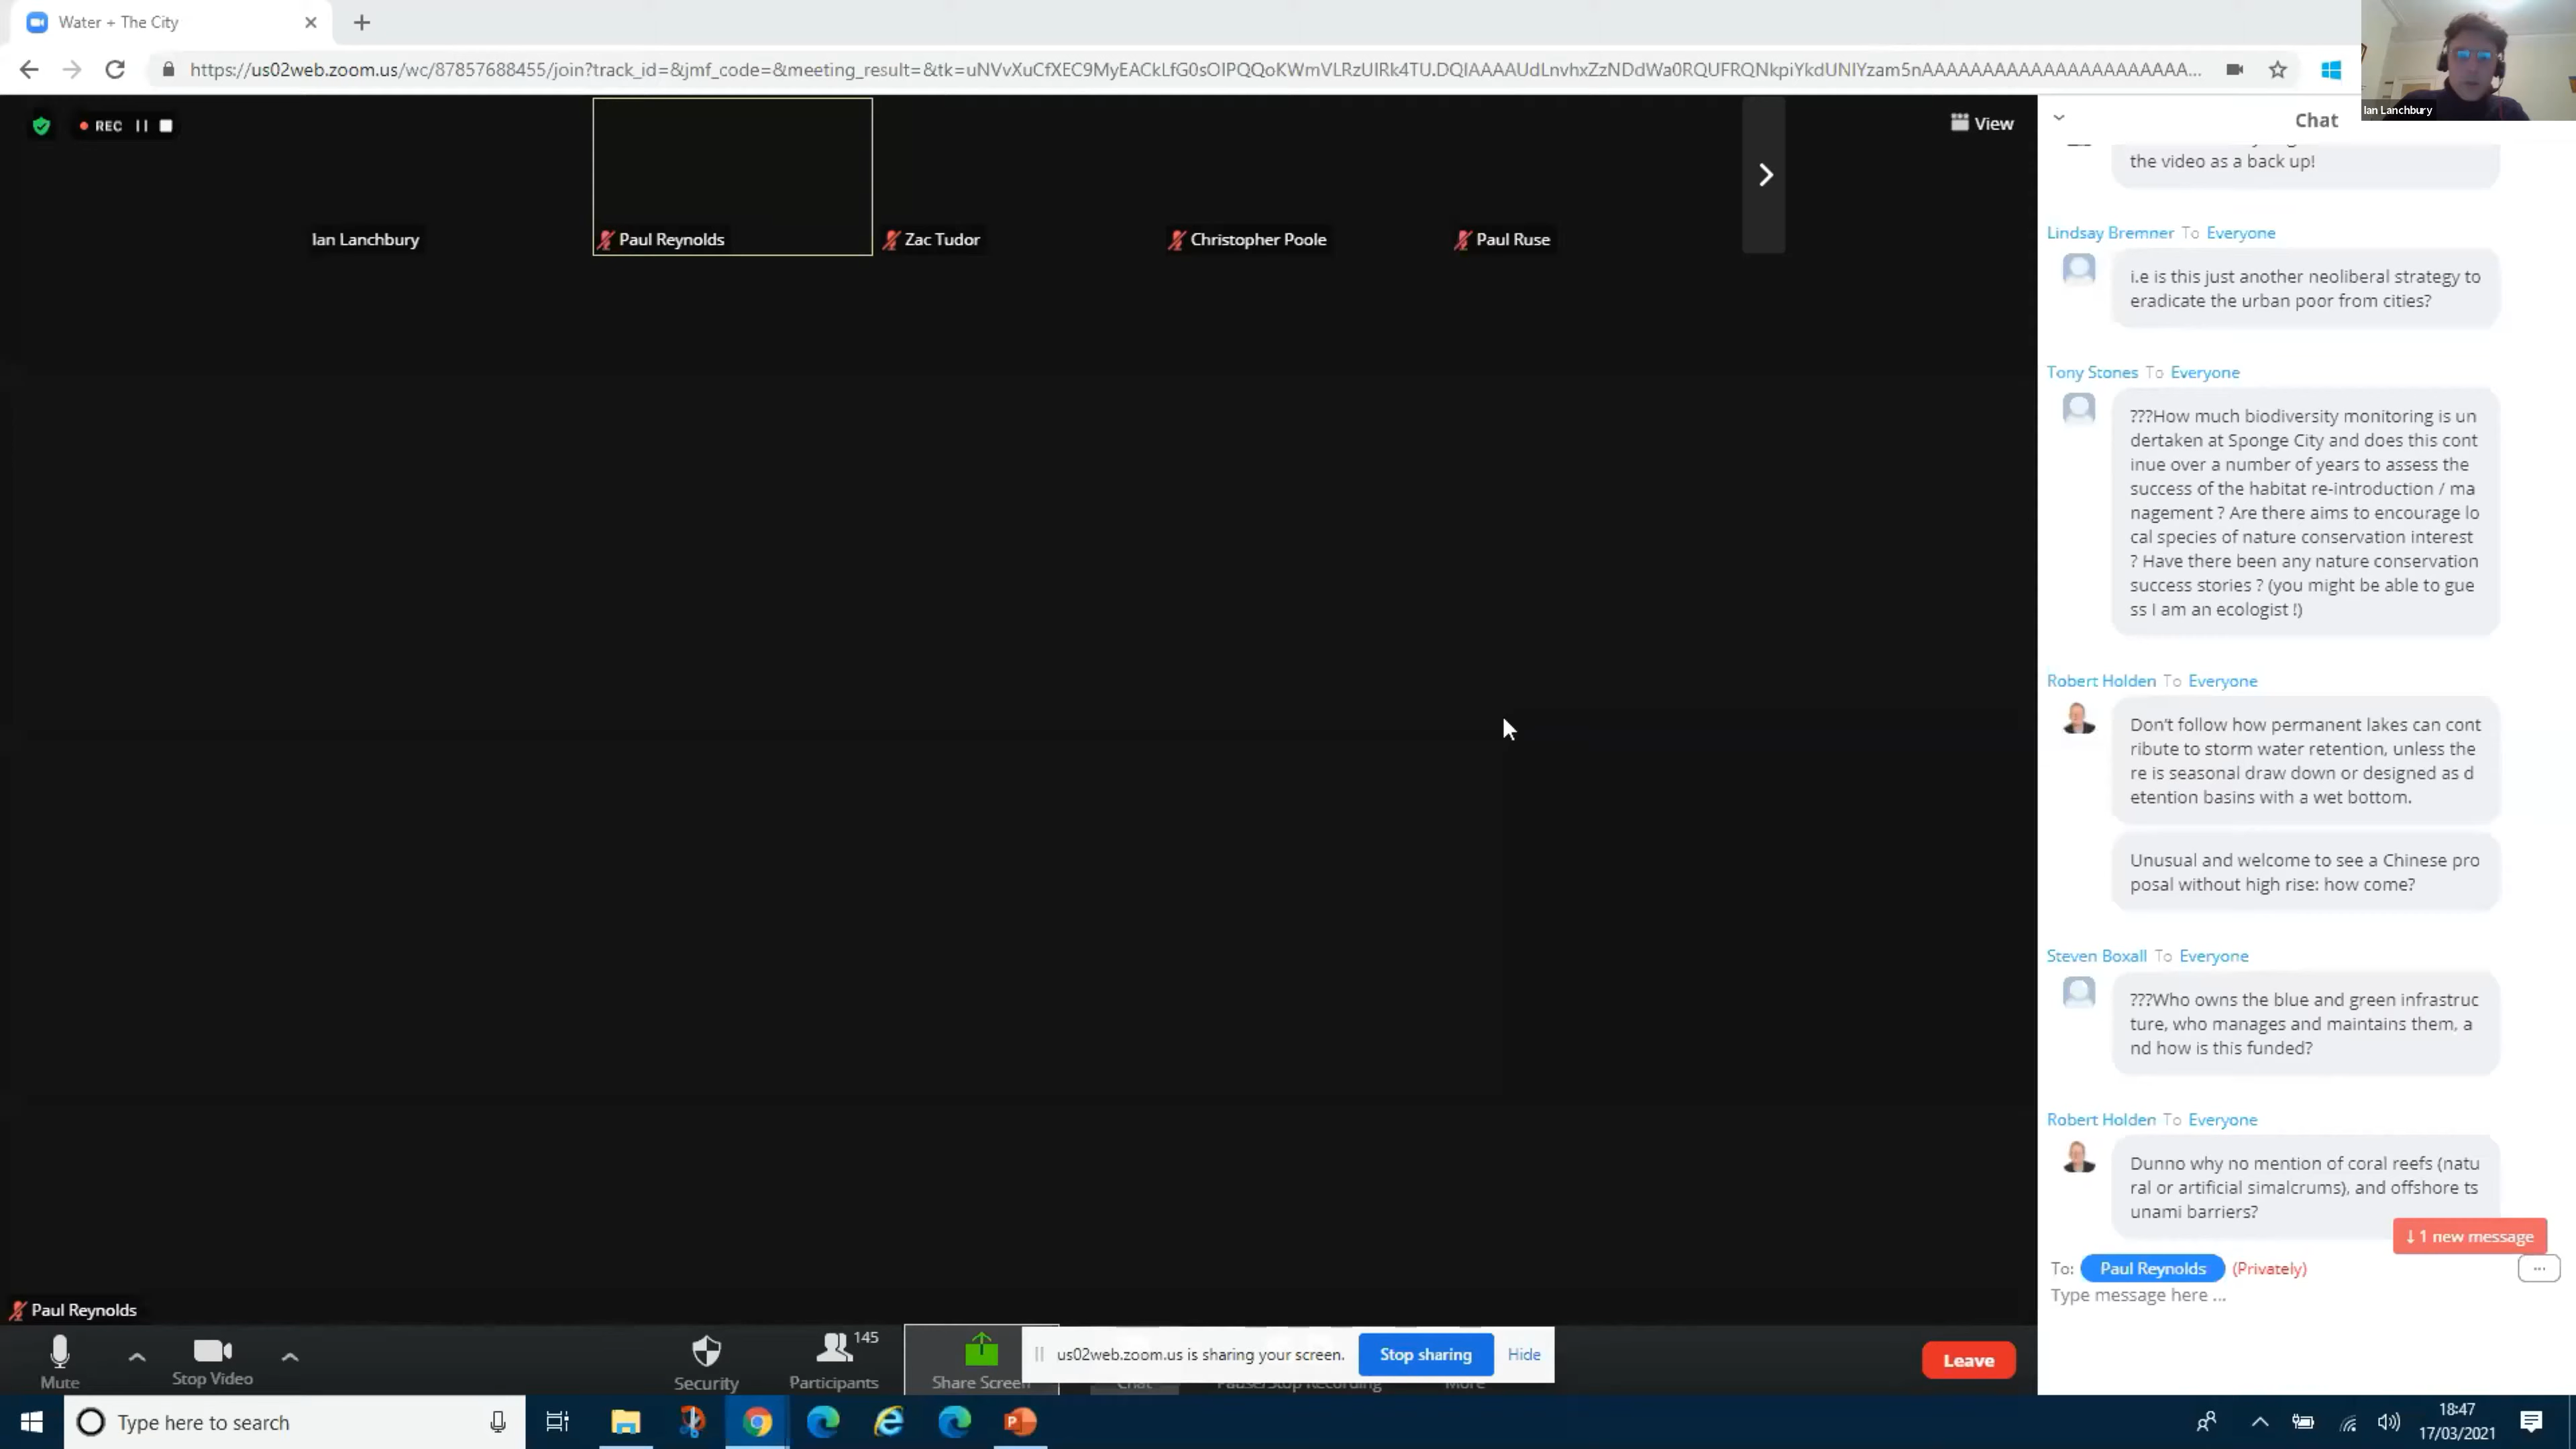 Water + The City
https://us02web.zoom.us/wc/87857688455/join?track_id=&jmf_code=&meeting_result=&tk=uNVvXuCfXEC9MyEACkLfG0sOIPQQoKWmVLRzUIRk4TU.DQIAAAAUdLnvhxZzNDdWa0RQUFRQNkpiYkdUNIYzam5nAAAAAAAAAAAAAAAAAAAAAA...
Ian Lanchbury
REC
View
Ian Lanchbury
Paul Reynolds
Zac Tudor
Christopher Poole
Paul Ruse
Chat
the video as a back up!
Lindsay Bremner To Everyone
i.e is this just another neoliberal strategy to
eradicate the urban poor from cities?
Tony Stones To Everyone
???How much biodiversity monitoring is un
dertaken at Sponge City and does this cont
inue over a number of years to assess the
success of the habitat re-introduction / ma
nagement ? Are there aims to encourage lo
cal species of nature conservation interest
? Have there been any nature conservation
success stories ? (you might be able to gue
ss I am an ecologist !)
Robert Holden To Everyone
Don't follow how permanent lakes can cont
ribute to storm water retention, unless the
re is seasonal draw down or designed as d
etention basins with a wet bottom.
Unusual and welcome to see a Chinese pro
posal without high rise: how come?
Steven Boxall To Everyone
???Who owns the blue and green infrastruc
ture, who manages and maintains them, a
nd how is this funded?
Robert Holden To Everyone
Dunno why no mention of coral reefs (natu
ral or artificial simalcrums), and offshore ts
unami barriers?
↓ 1 new message
To: Paul Reynolds (Privately)
Type message here ...
Paul Reynolds
Mute
Stop Video
Security
Participants
145
Share Screen
us02web.zoom.us is sharing your screen.
Stop sharing
Hide
Chat
Pause/Stop Recording
More
Leave
Type here to search
18:47
17/03/2021